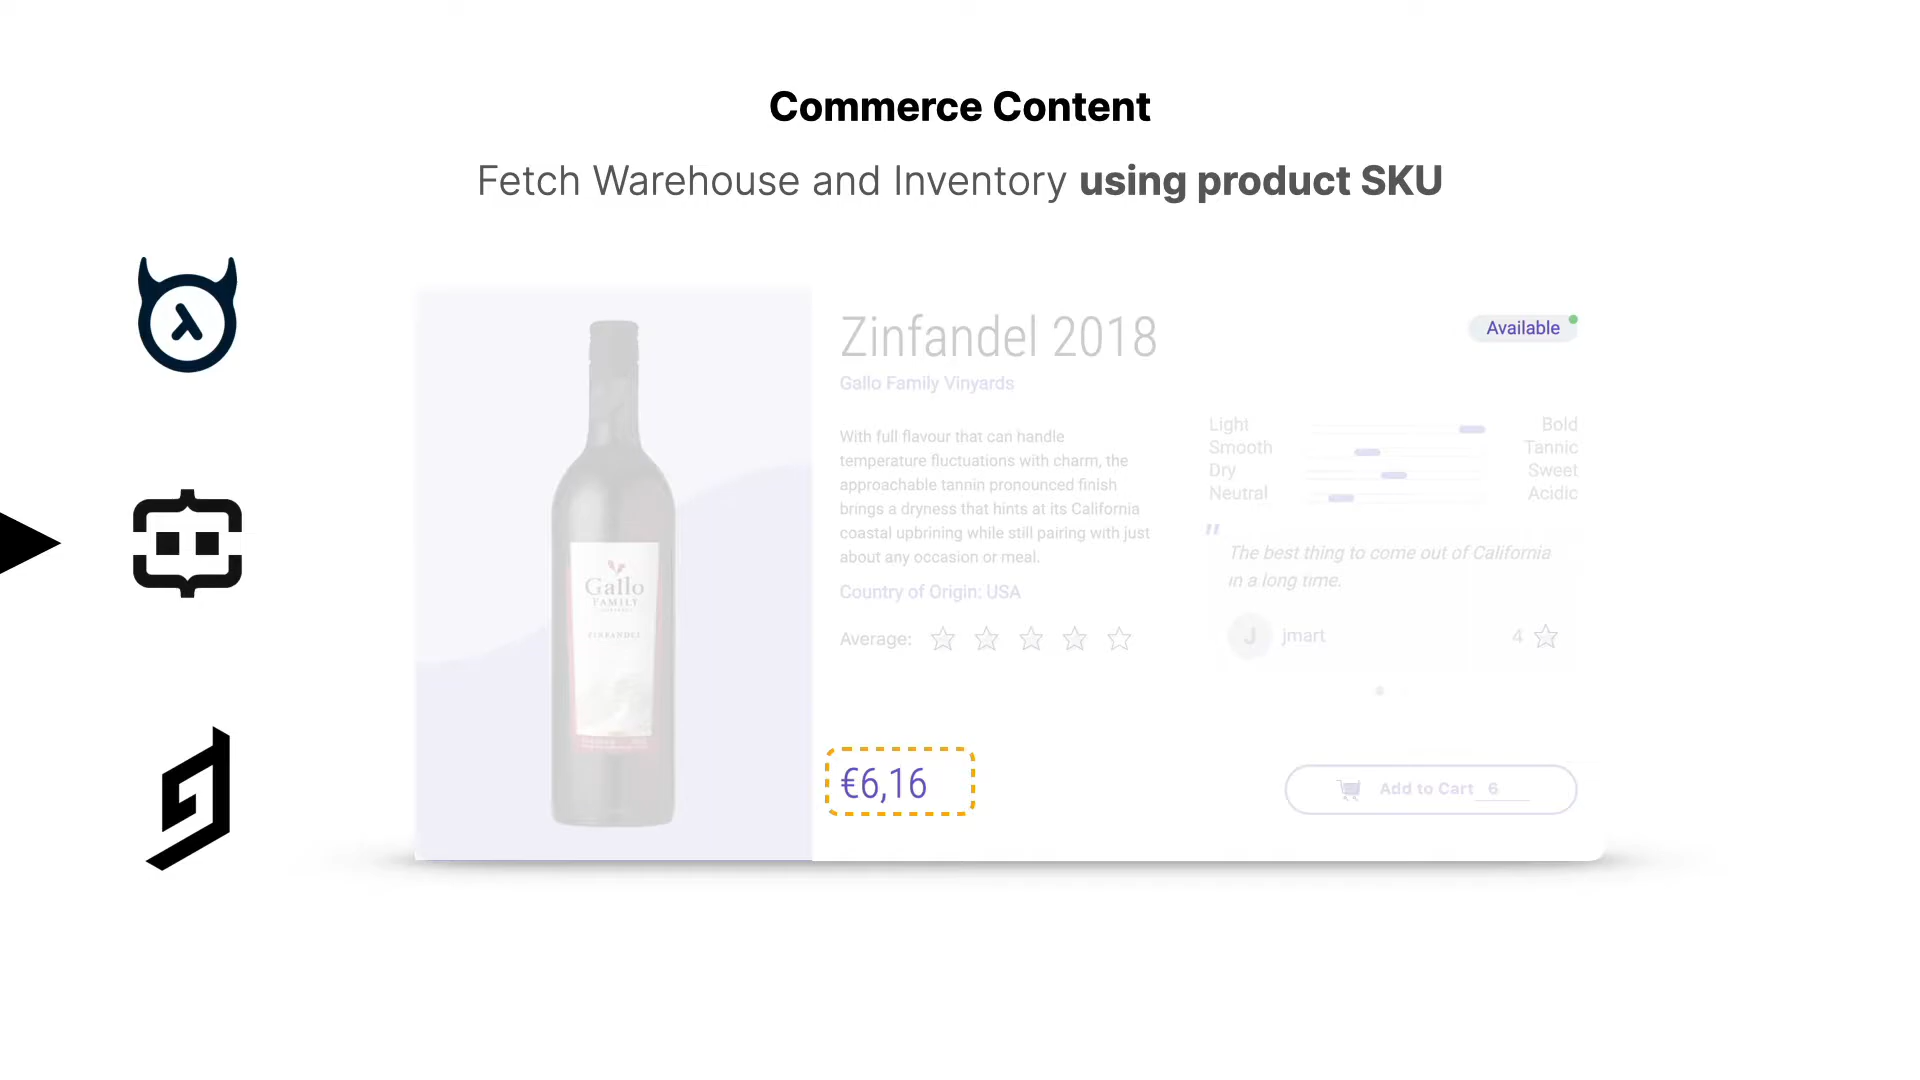 Commerce Content
Fetch Warehouse and Inventory using product SKU
Zinfandel 2018
Available
Gallo Family Vinyards
With full flavour that can handle
temperature fluctuations with charm, the
approachable tannin pronounced finish
brings a dryness that hints at its California
coastal upbrining while still pairing with just
about any occasion or meal.
Country of Origin: USA
Average:
Light Bold
Smooth Tannic
Dry Sweet
Neutral Acidic
"
The best thing to come out of California
in a long time.
J jmart 4
€6,16
Add to Cart 6
Gallo
FAMILY
ZINFANDEL